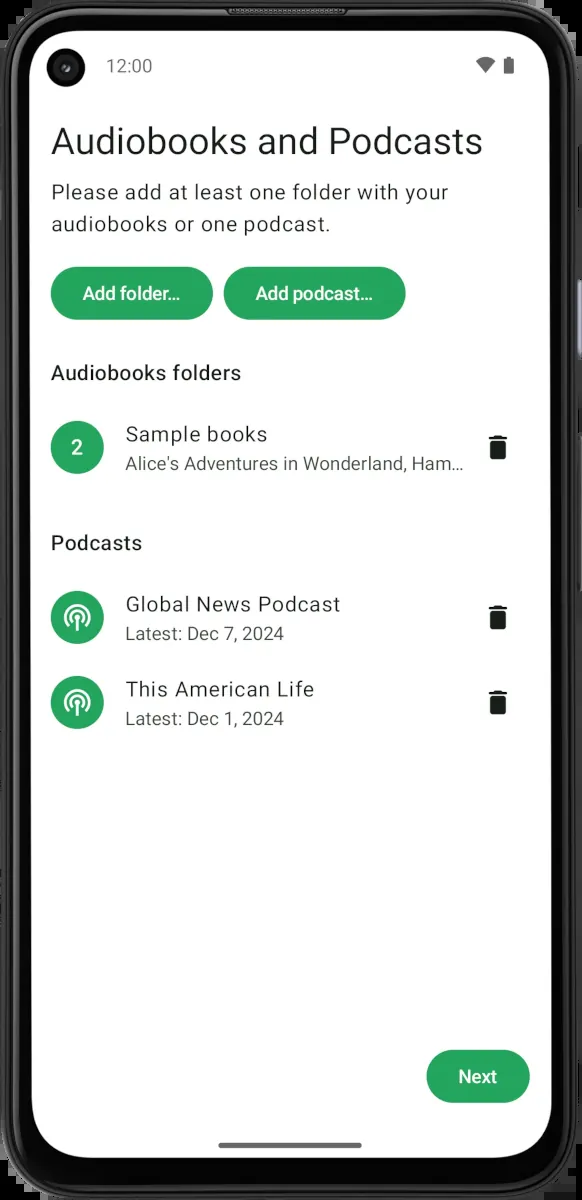 12:00
Audiobooks and Podcasts
Please add at least one folder with your
audiobooks or one podcast.
Add folder… Add podcast…
Audiobooks folders
2
Sample books
Alice's Adventures in Wonderland, Ham…
Podcasts
Global News Podcast
Latest: Dec 7, 2024
This American Life
Latest: Dec 1, 2024
Next